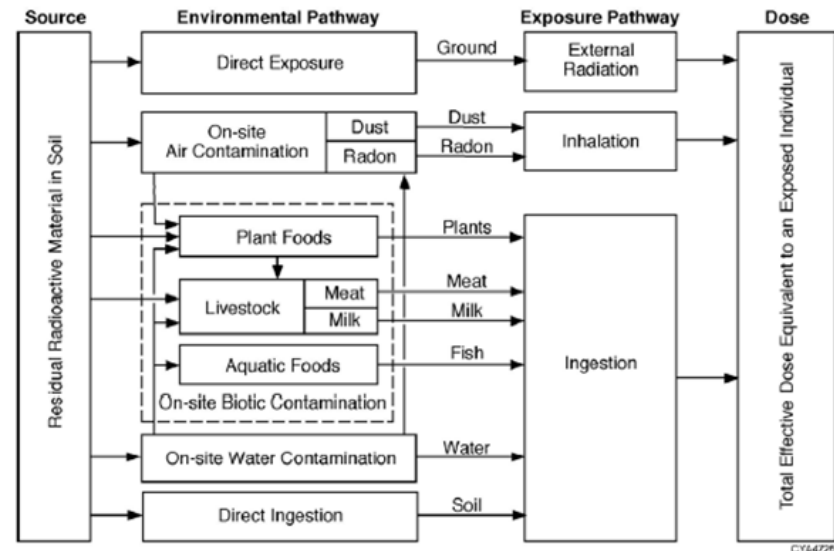 Source
Environmental Pathway
Exposure Pathway
Dose
Residual Radioactive Material in Soil
Direct Exposure
Ground
External
Radiation
On-site
Air Contamination
Dust
Radon
Dust
Radon
Inhalation
Plant Foods
Plants
Livestock
Meat
Milk
Meat
Milk
Aquatic Foods
Fish
On-site Biotic Contamination
Ingestion
On-site Water Contamination
Water
Direct Ingestion
Soil
Total Effective Dose Equivalent to an Exposed Individual